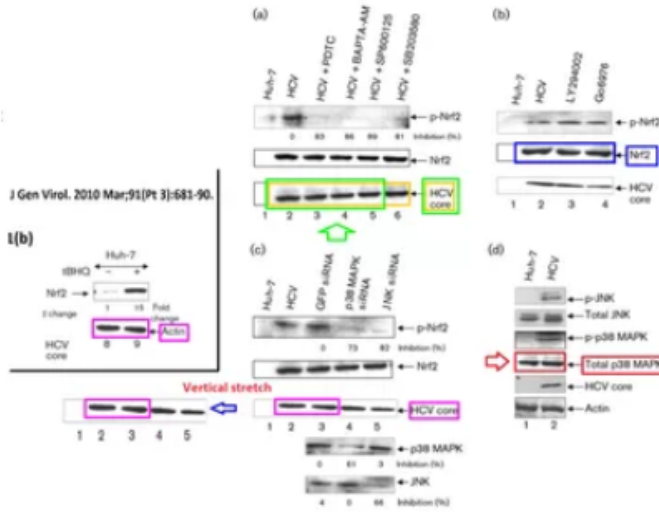 (a)
Huh-7
HCV
HCV + PDTC
HCV + BAPTA-AM
HCV + SP600125
HCV + SB203580
p-Nrf2
0 83 86 89 81 Inhibition (%)
Nrf2
HCV core
1 2 3 4 5 6
(b)
Huh-7
HCV
LY294002
Go6976
p-Nrf2
Nrf2
HCV core
1 2 3 4
J Gen Virol. 2010 Mar;91(Pt 3):681-90.
1(b)
Huh-7
tBHQ − +
Nrf2
1 15 Fold change
change
Actin
HCV core
8 9
Vertical stretch
1 2 3 4 5
(c)
Huh-7
HCV
GFP siRNA
p38 MAPK siRNA
JNK siRNA
p-Nrf2
0 73 82
Inhibition (%)
Nrf2
HCV core
1 2 3 4 5
p38 MAPK
0 61 3
Inhibition (%)
JNK
4 0 66
Inhibition (%)
(d)
Huh-7
HCV
p-JNK
Total JNK
p-p38 MAPK
Total p38 MAPK
HCV core
Actin
1 2